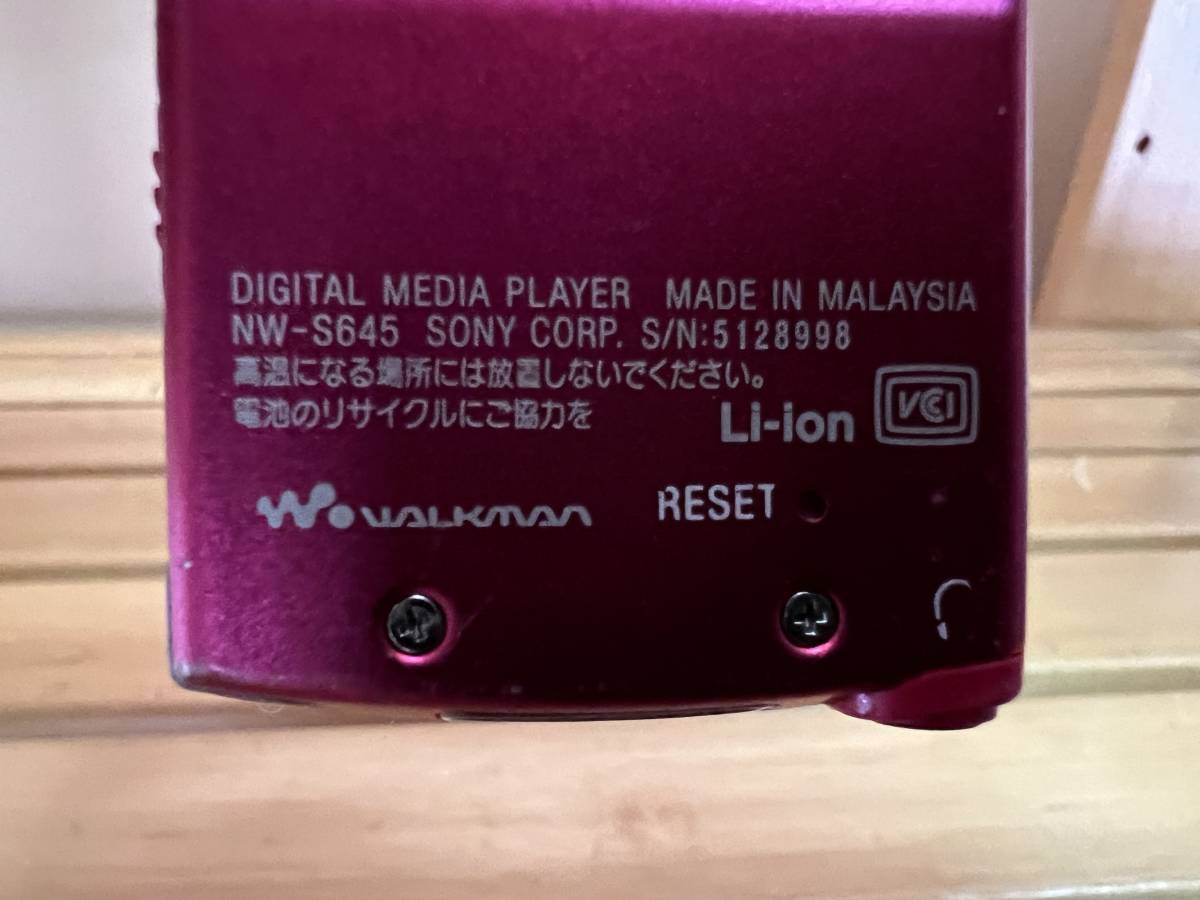 DIGITAL MEDIA PLAYER MADE IN MALAYSIA
NW-S645 SONY CORP. S/N:5128998
高温になる場所には放置しないでください。
電池のリサイクルにご協力を
Li-ion VCCI
WALKMAN RESET